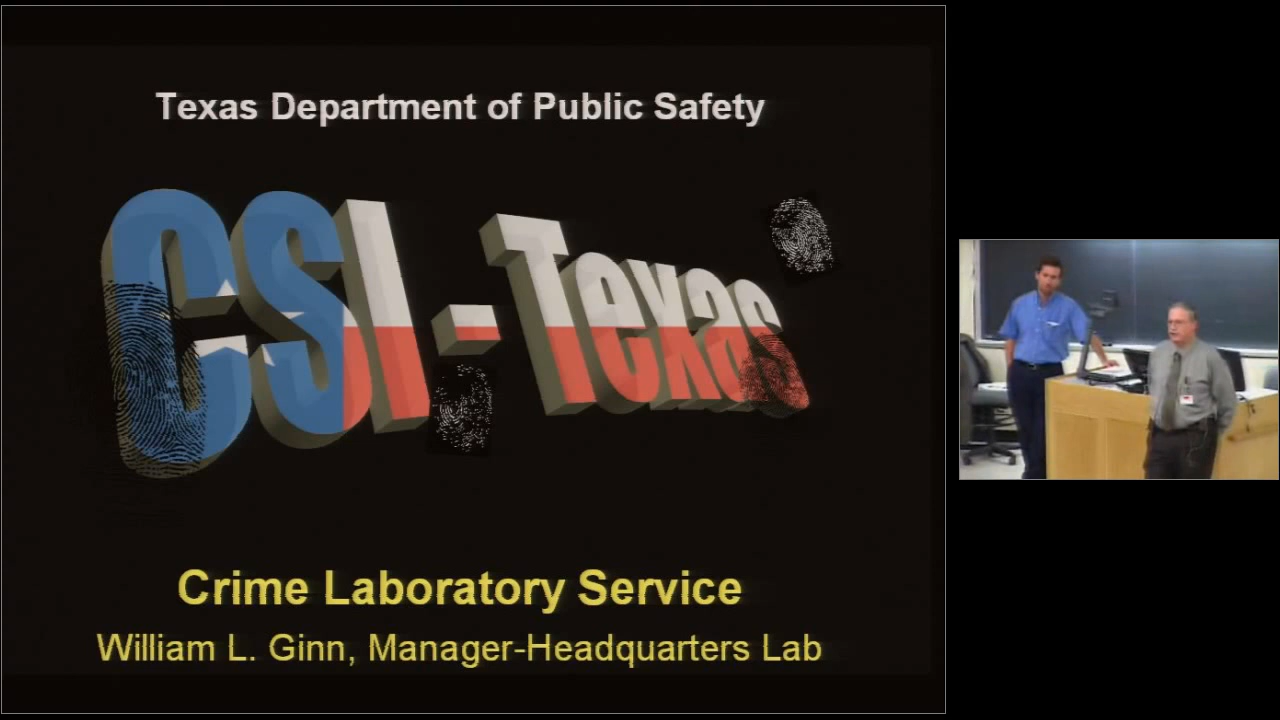 Texas Department of Public Safety
CSI - Texas
Crime Laboratory Service
William L. Ginn, Manager-Headquarters Lab